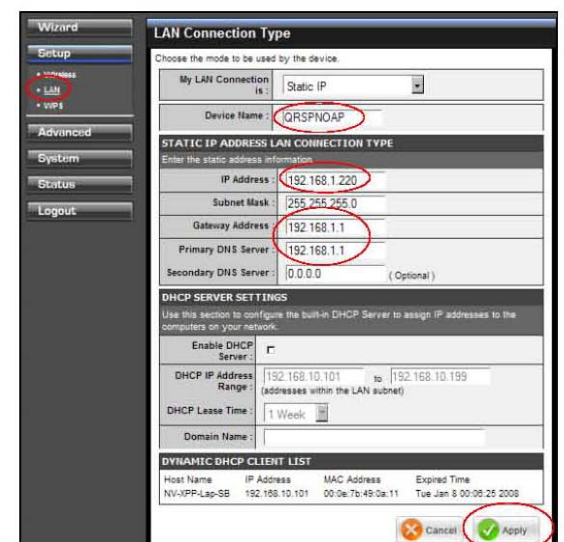 Wizard
Setup
• Wireless
• LAN
• WPS
Advanced
System
Status
Logout
LAN Connection Type
Choose the mode to be used by the device.
My LAN Connection is : Static IP
Device Name : QRSPNOAP
STATIC IP ADDRESS LAN CONNECTION TYPE
Enter the static address information
IP Address : 192.168.1.220
Subnet Mask : 255.255.255.0
Gateway Address : 192.168.1.1
Primary DNS Server : 192.168.1.1
Secondary DNS Server : 0.0.0.0 ( Optional )
DHCP SERVER SETTINGS
Use this section to configure the built-in DHCP Server to assign IP addresses to the
computers on your network.
Enable DHCP Server :
DHCP IP Address Range : 192.168.10.101 to 192.168.10.199
(addresses within the LAN subnet)
DHCP Lease Time : 1 Week
Domain Name :
DYNAMIC DHCP CLIENT LIST
Host Name IP Address MAC Address Expired Time
NV-XPP-Lap-SB 192.168.10.101 00:0e:7b:49:0a:11 Tue Jan 8 00:06:25 2008
Cancel Apply